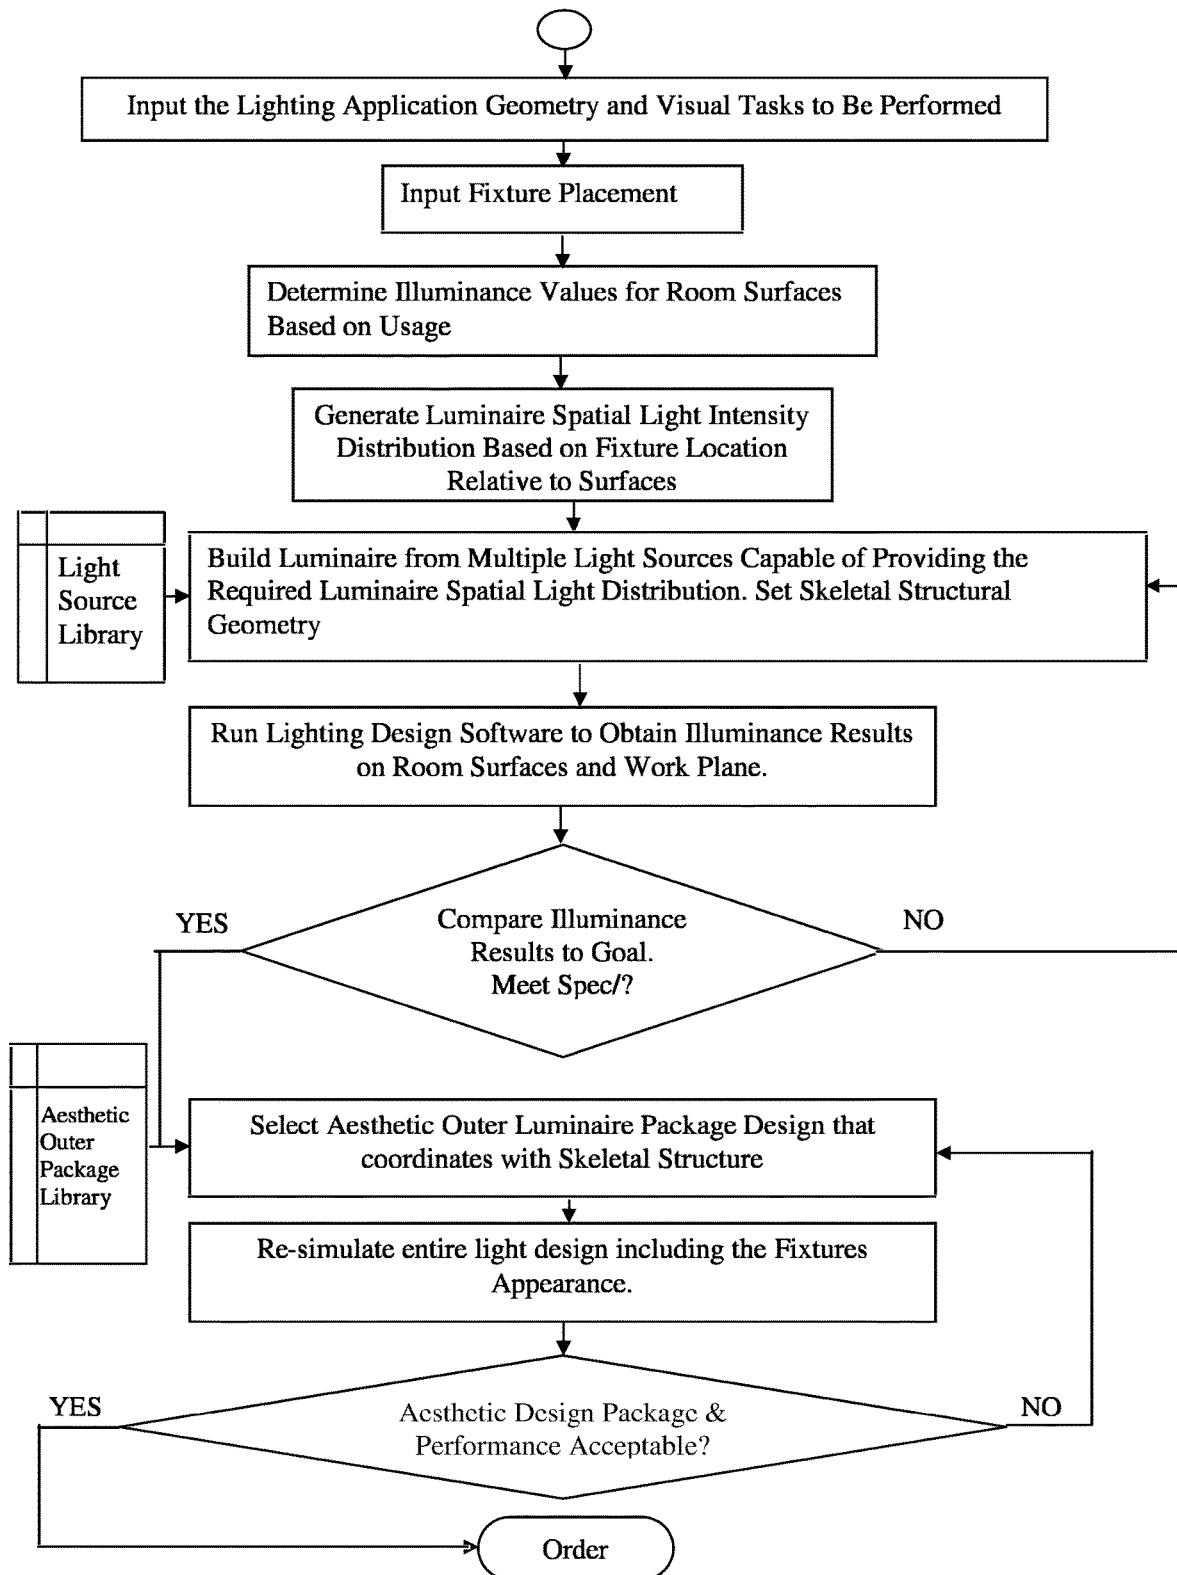 Input the Lighting Application Geometry and Visual Tasks to Be Performed
Input Fixture Placement
Determine Illuminance Values for Room Surfaces
Based on Usage
Generate Luminaire Spatial Light Intensity
Distribution Based on Fixture Location
Relative to Surfaces
Light
Source
Library
Build Luminaire from Multiple Light Sources Capable of Providing the
Required Luminaire Spatial Light Distribution. Set Skeletal Structural
Geometry
Run Lighting Design Software to Obtain Illuminance Results
on Room Surfaces and Work Plane.
YES
Compare Illuminance
Results to Goal.
Meet Spec/?
NO
Aesthetic
Outer
Package
Library
Select Aesthetic Outer Luminaire Package Design that
coordinates with Skeletal Structure
Re-simulate entire light design including the Fixtures
Appearance.
YES
Aesthetic Design Package &
Performance Acceptable?
NO
Order